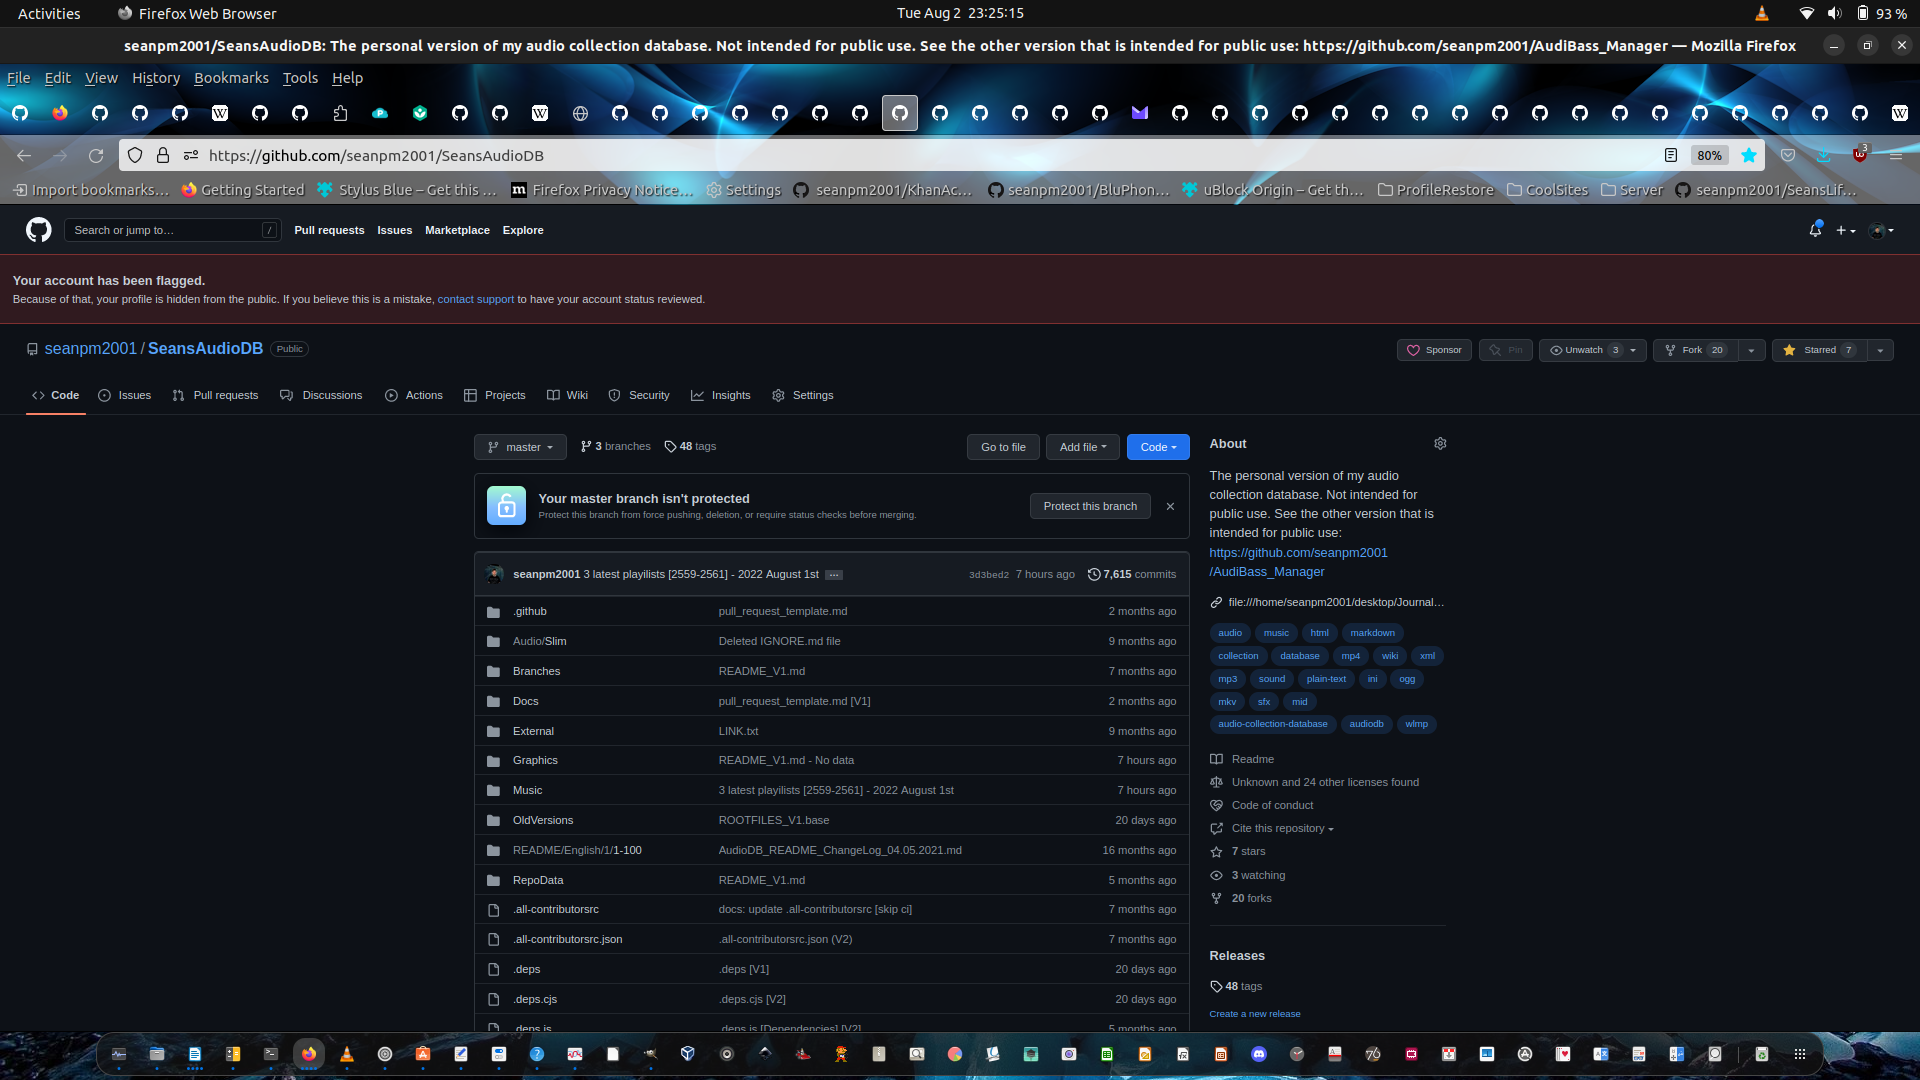 Activities
Firefox Web Browser
Tue Aug 2 23:25:15
93 %
seanpm2001/SeansAudioDB: The personal version of my audio collection database. Not intended for public use. See the other version that is intended for public use: https://github.com/seanpm2001/AudiBass_Manager — Mozilla Firefox
File Edit View History Bookmarks Tools Help
https://github.com/seanpm2001/SeansAudioDB
80%
3
Import bookmarks…
Getting Started
Stylus Blue – Get this …
Firefox Privacy Notice…
Settings
seanpm2001/KhanAc…
seanpm2001/BluPhon…
uBlock Origin – Get th…
ProfileRestore
CoolSites
Server
seanpm2001/SeansLif…
Search or jump to…
/
Pull requests Issues Marketplace Explore
Your account has been flagged.
Because of that, your profile is hidden from the public. If you believe this is a mistake, contact support to have your account status reviewed.
seanpm2001 / SeansAudioDB Public
Sponsor
Pin
Unwatch 3
Fork 20
Starred 7
Code Issues Pull requests Discussions Actions Projects Wiki Security Insights Settings
master
3 branches
48 tags
Go to file
Add file
Code
Your master branch isn't protected
Protect this branch from force pushing, deletion, or require status checks before merging.
Protect this branch
seanpm2001 3 latest playilists [2559-2561] - 2022 August 1st …
3d3bed2 7 hours ago 7,615 commits
.github pull_request_template.md 2 months ago
Audio/Slim Deleted IGNORE.md file 9 months ago
Branches README_V1.md 7 months ago
Docs pull_request_template.md [V1] 2 months ago
External LINK.txt 9 months ago
Graphics README_V1.md - No data 7 hours ago
Music 3 latest playilists [2559-2561] - 2022 August 1st 7 hours ago
OldVersions ROOTFILES_V1.base 20 days ago
README/English/1/1-100 AudioDB_README_ChangeLog_04.05.2021.md 16 months ago
RepoData README_V1.md 5 months ago
.all-contributorsrc docs: update .all-contributorsrc [skip ci] 7 months ago
.all-contributorsrc.json .all-contributorsrc.json (V2) 7 months ago
.deps .deps [V1] 20 days ago
.deps.cjs .deps.cjs [V2] 20 days ago
.deps.js .deps.js [Dependencies] [V2] 5 months ago
About
The personal version of my audio
collection database. Not intended for
public use. See the other version that is
intended for public use:
https://github.com/seanpm2001
/AudiBass_Manager
file:///home/seanpm2001/desktop/Journal…
audio music html markdown
collection database mp4 wiki xml
mp3 sound plain-text ini ogg
mkv sfx mid
audio-collection-database audiodb wlmp
Readme
Unknown and 24 other licenses found
Code of conduct
Cite this repository
7 stars
3 watching
20 forks
Releases
48 tags
Create a new release